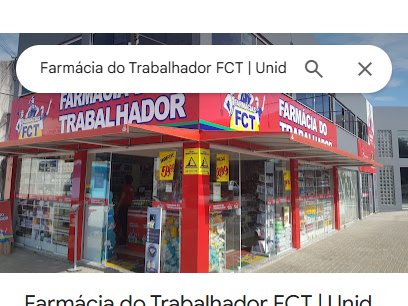 Farmácia do Trabalhador FCT | Unid
FARMÁCIA DO
TRABALHADOR
FCT
FCT
FARMÁCIA DO
TRABALHADOR
Farmácia do Trabalhador FCT | Unid